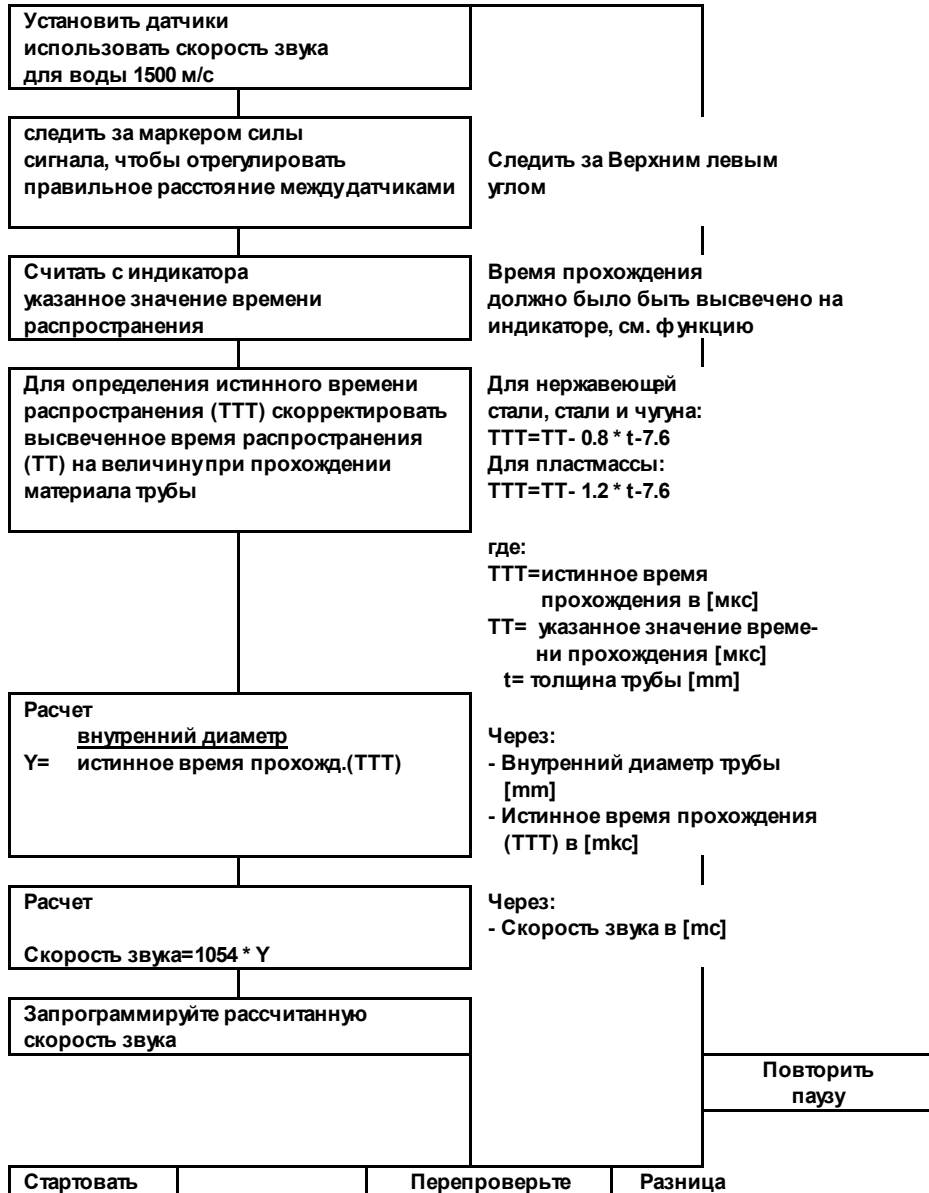 Установить датчики
использовать скорость звука
для воды 1500 м/с
следить за маркером силы
сигнала, чтобы отрегулировать
правильное расстояние между датчиками
Следить за Верхним левым
углом
Считать с индикатора
указанное значение времени
распространения
Время прохождения
должно было быть высвечено на
индикаторе, см. функцию
Для определения истинного времени
распространения (ТТТ) скорректировать
высвеченное время распространения
(ТТ) на величину при прохождении
материала трубы
Для нержавеющей
стали, стали и чугуна:
ТТТ=ТТ- 0.8 * t-7.6
Для пластмассы:
ТТТ=ТТ- 1.2 * t-7.6
где:
ТТТ=истинное время
прохождения в [мкс]
ТТ= указанное значение време-
ни прохождения [мкс]
t= толщина трубы [mm]
Расчет
внутренний диаметр
Y= истинное время прохожд.(ТТТ)
Через:
- Внутренний диаметр трубы
[mm]
- Истинное время прохождения
(ТТТ) в [mkc]
Расчет
Скорость звука=1054 * Y
Через:
- Скорость звука в [mc]
Запрограммируйте рассчитанную
скорость звука
Повторить
паузу
Стартовать
Перепроверьте
Разница